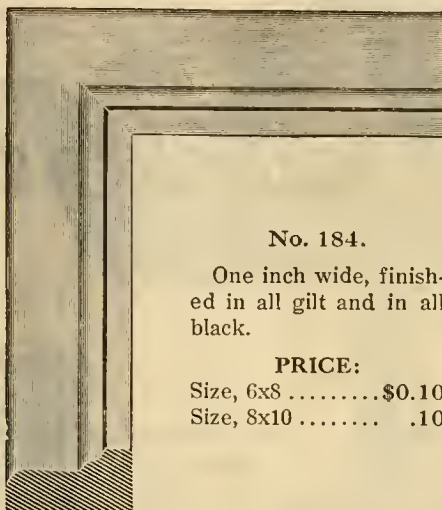 No. 184.
One inch wide, finish-
ed in all gilt and in all
black.
PRICE:
Size, 6x8 .........$0.10
Size, 8x10 ........ .10